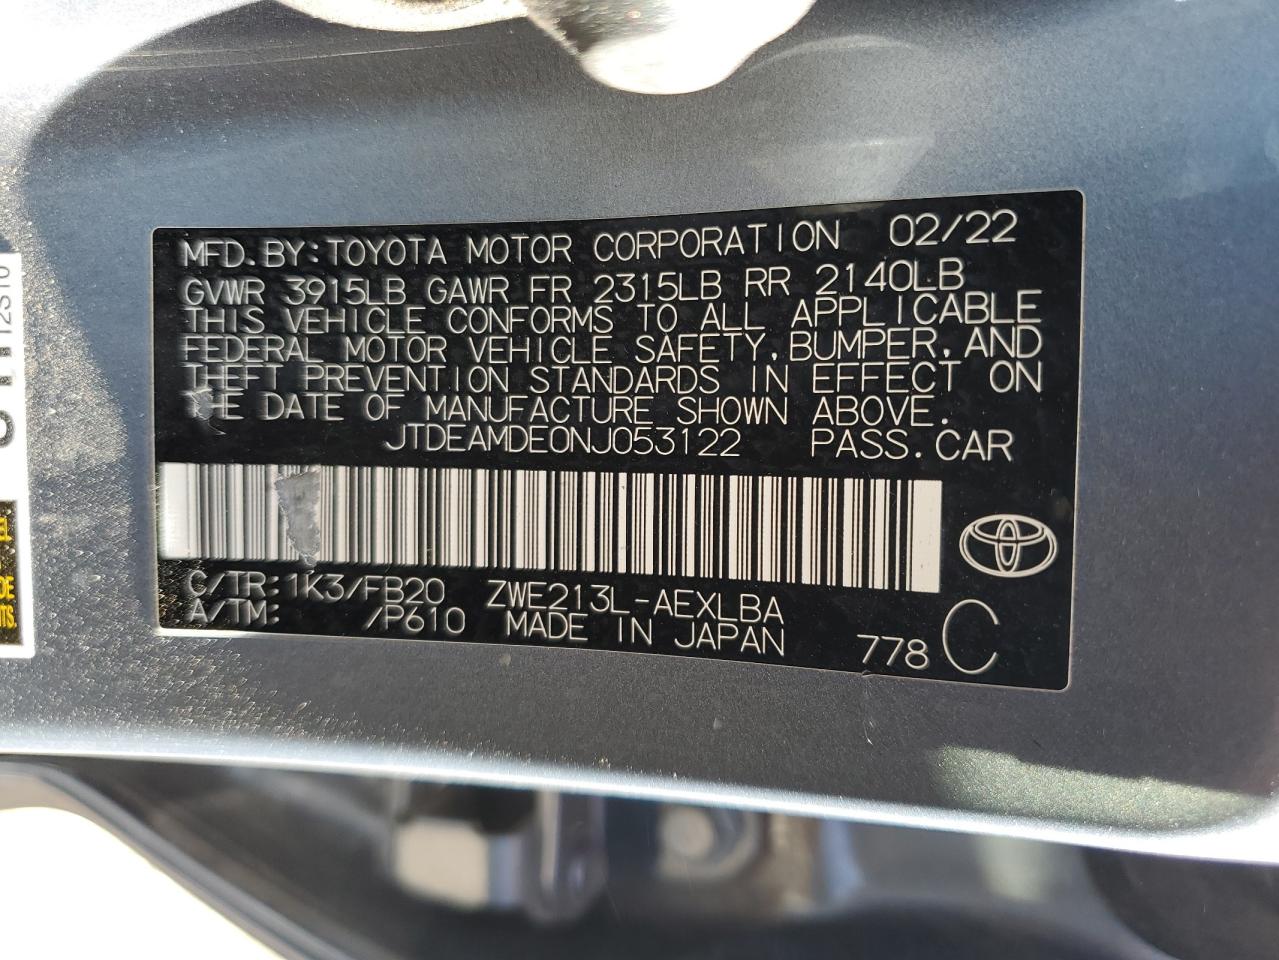 MFD.BY:TOYOTA MOTOR CORPORATION 02/22
GVWR 3915LB GAWR FR 2315LB RR 2140LB
THIS VEHICLE CONFORMS TO ALL APPLICABLE
FEDERAL MOTOR VEHICLE SAFETY, BUMPER, AND
THEFT PREVENTION STANDARDS IN EFFECT ON
THE DATE OF MANUFACTURE SHOWN ABOVE.
JTDEAMDE0NJ053122 PASS.CAR
C/TR:1K3/FB20 ZWE213L-AEXLBA
A/TM: /P610 MADE IN JAPAN
778 C